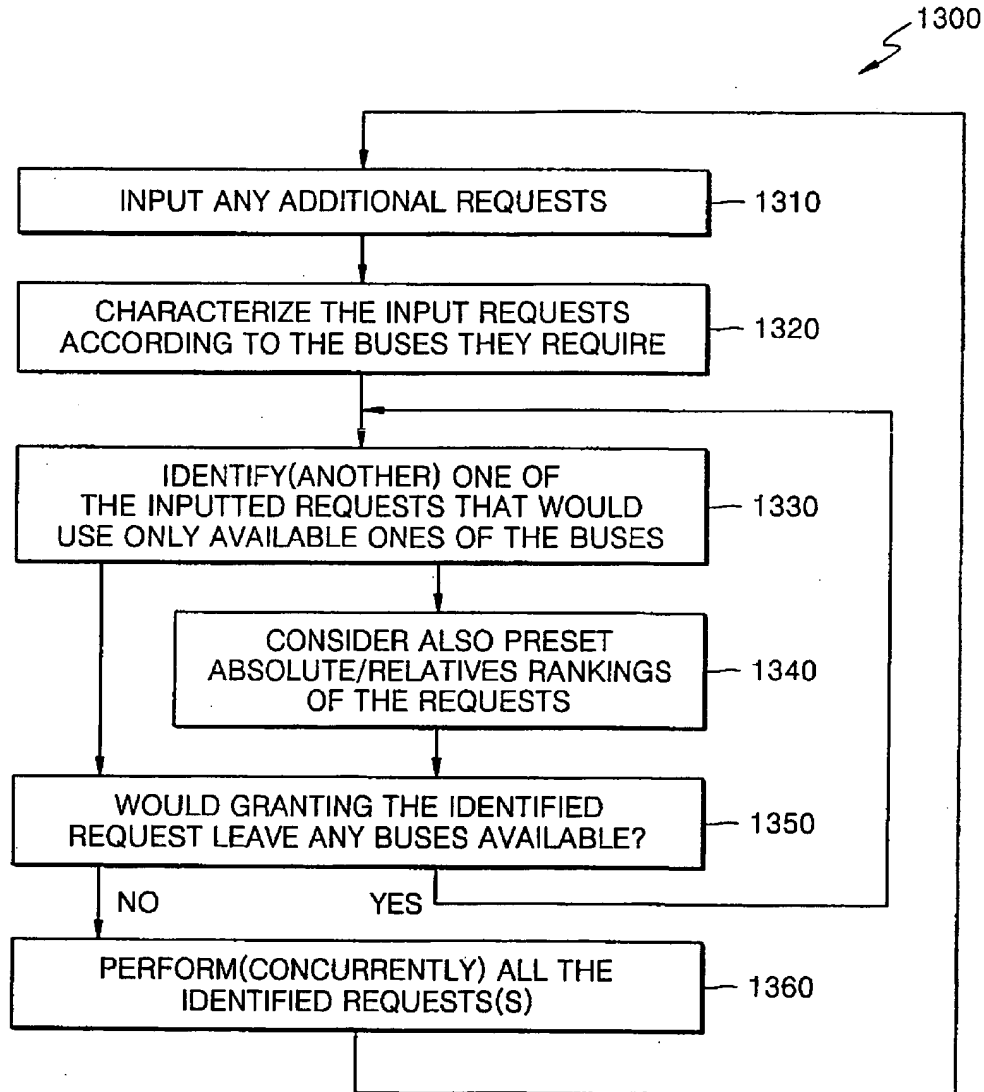 1300
INPUT ANY ADDITIONAL REQUESTS
1310
CHARACTERIZE THE INPUT REQUESTS
ACCORDING TO THE BUSES THEY REQUIRE
1320
IDENTIFY(ANOTHER) ONE OF
THE INPUTTED REQUESTS THAT WOULD
USE ONLY AVAILABLE ONES OF THE BUSES
1330
CONSIDER ALSO PRESET
ABSOLUTE/RELATIVES RANKINGS
OF THE REQUESTS
1340
WOULD GRANTING THE IDENTIFIED
REQUEST LEAVE ANY BUSES AVAILABLE?
1350
NO
YES
PERFORM(CONCURRENTLY) ALL THE
IDENTIFIED REQUESTS(S)
1360